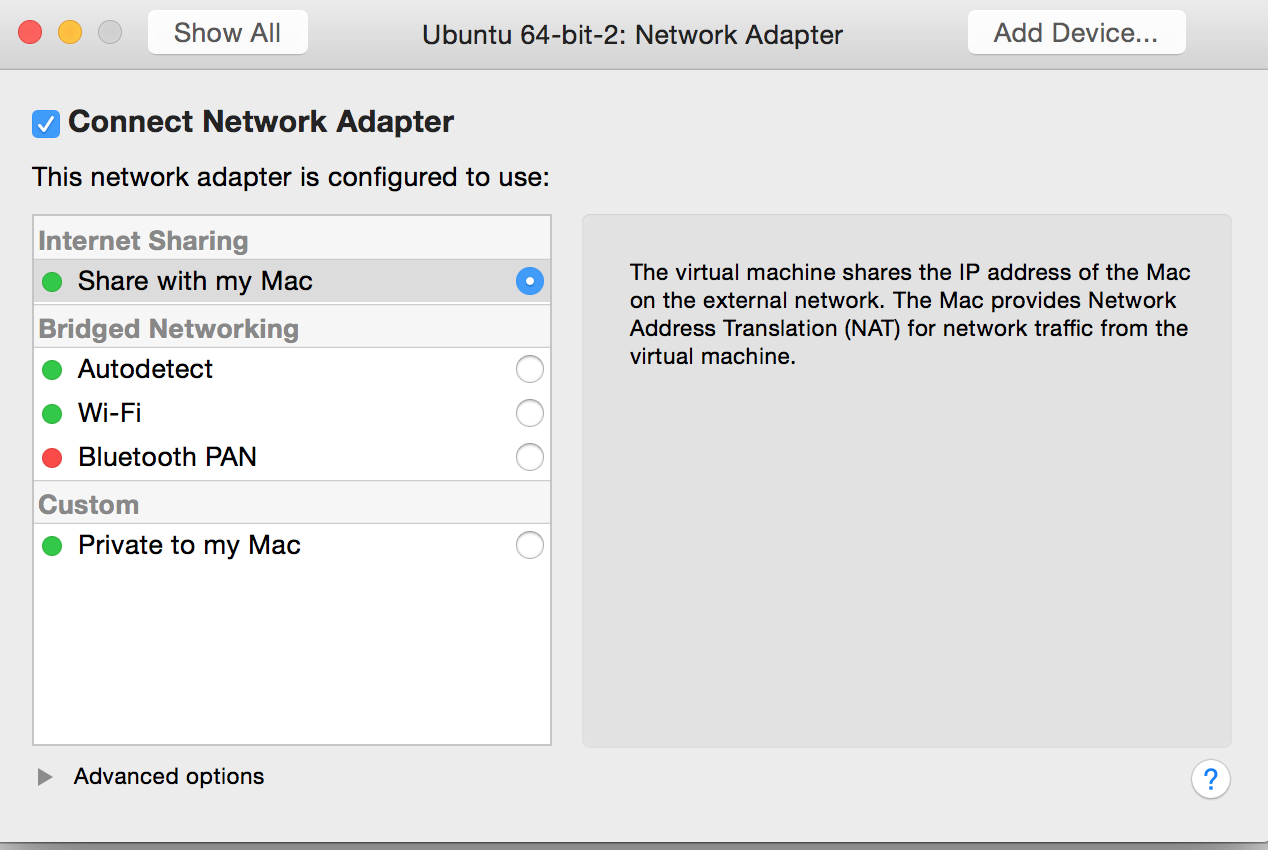 Show All
Ubuntu 64-bit-2: Network Adapter
Add Device...
Connect Network Adapter
This network adapter is configured to use:
Internet Sharing
Share with my Mac
Bridged Networking
Autodetect
Wi-Fi
Bluetooth PAN
Custom
Private to my Mac
The virtual machine shares the IP address of the Mac
on the external network. The Mac provides Network
Address Translation (NAT) for network traffic from the
virtual machine.
Advanced options
?